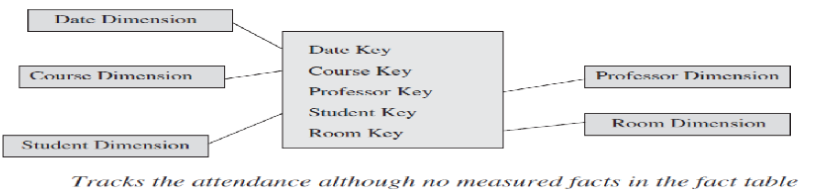 Date Dimension
Date Key
Course Dimension
Course Key
Professor Dimension
Professor Key
Student Key
Room Dimension
Room Key
Student Dimension
Tracks the attendance although no measured facts in the fact table